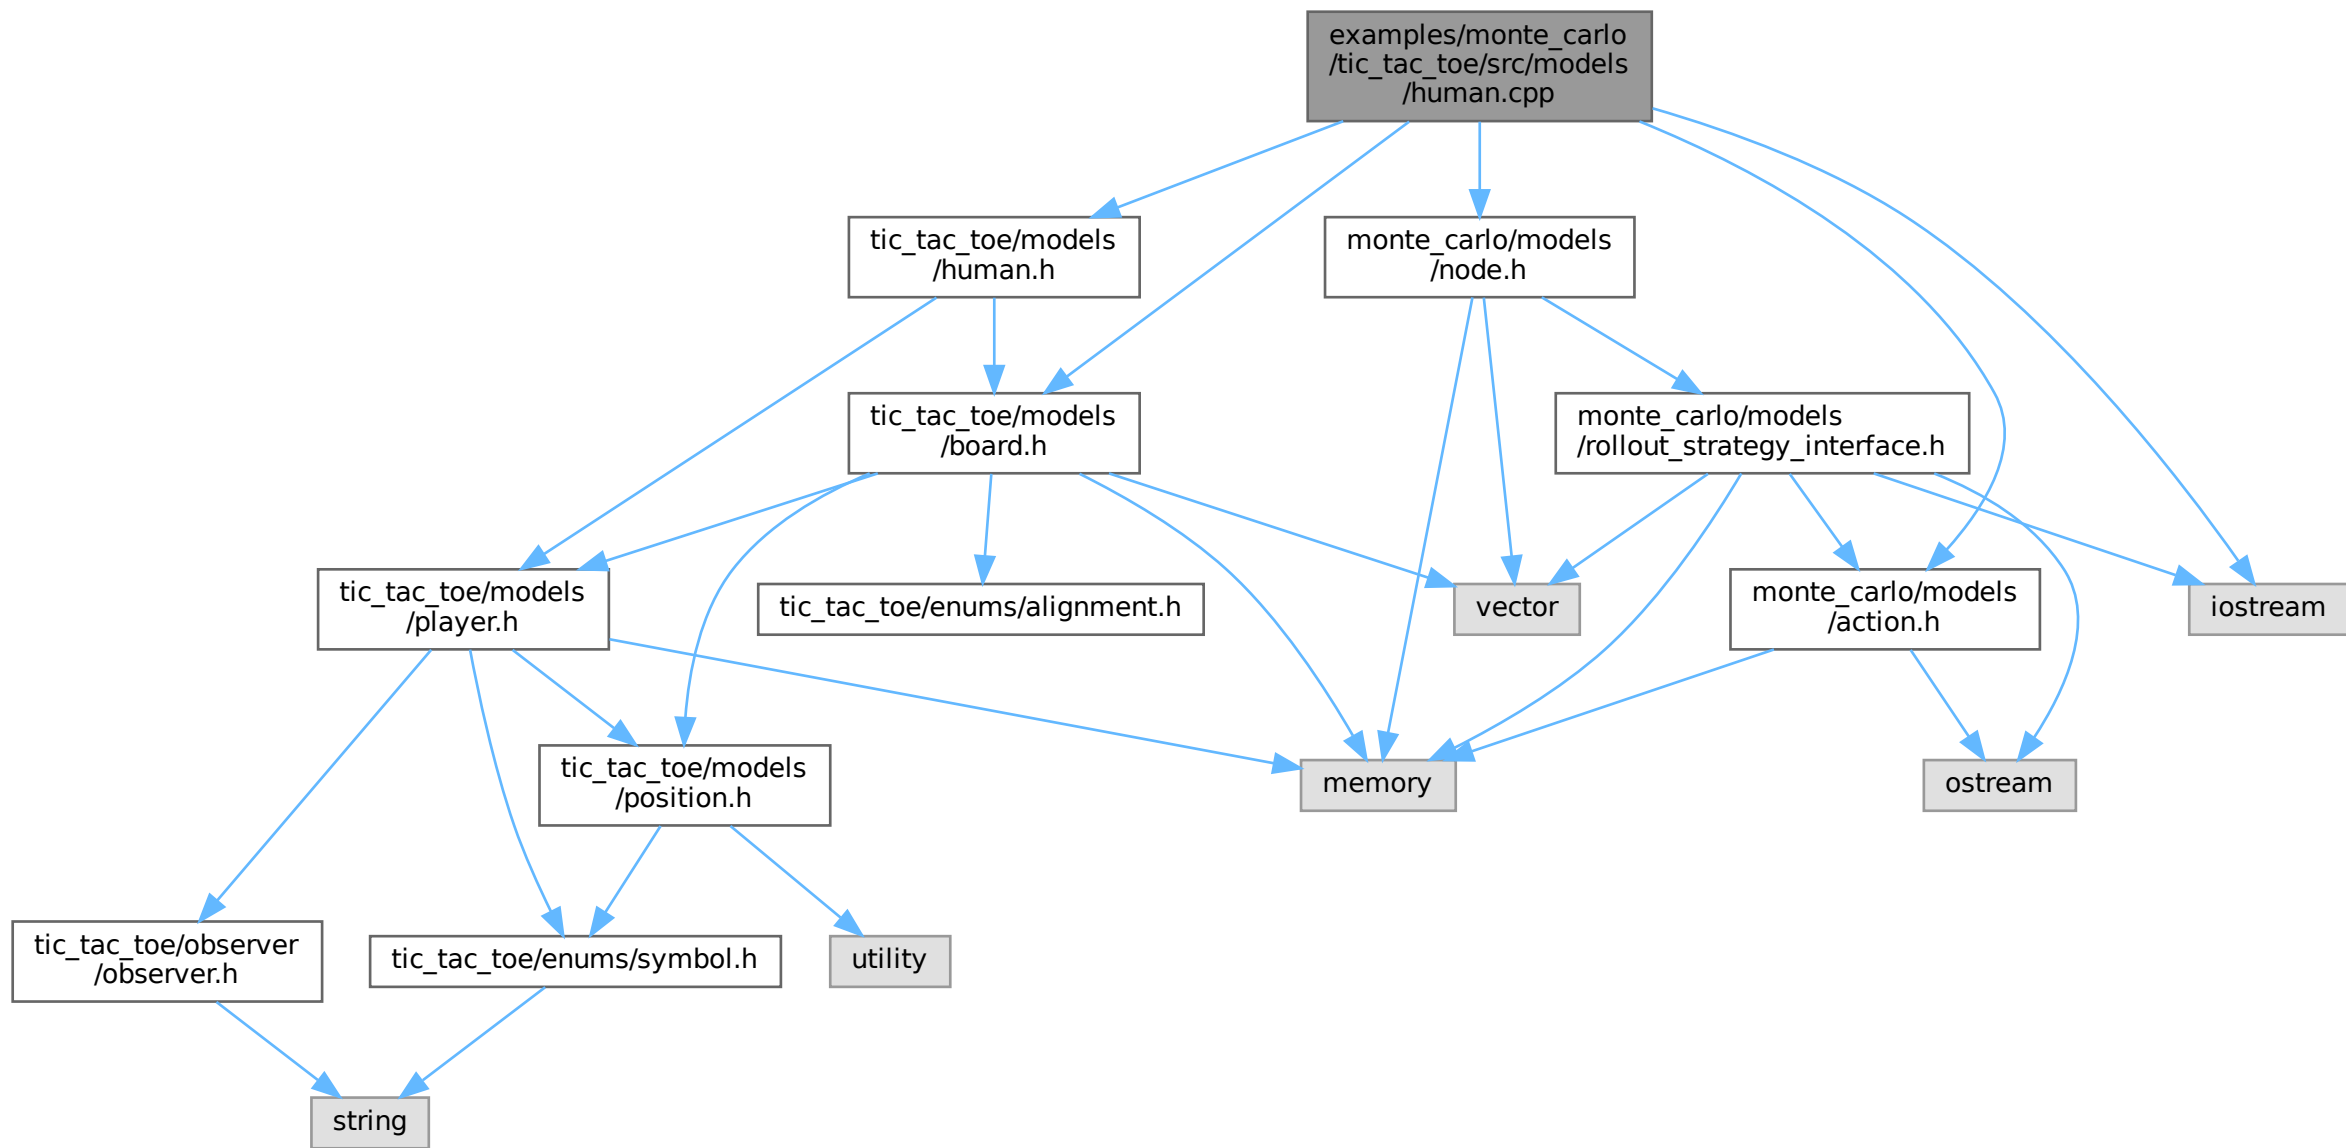 examples/monte_carlo
/tic_tac_toe/src/models
/human.cpp
tic_tac_toe/models
/human.h
monte_carlo/models
/node.h
tic_tac_toe/models
/board.h
monte_carlo/models
/rollout_strategy_interface.h
tic_tac_toe/models
/player.h
tic_tac_toe/enums/alignment.h
vector
monte_carlo/models
/action.h
iostream
tic_tac_toe/models
/position.h
memory
ostream
tic_tac_toe/observer
/observer.h
tic_tac_toe/enums/symbol.h
utility
string